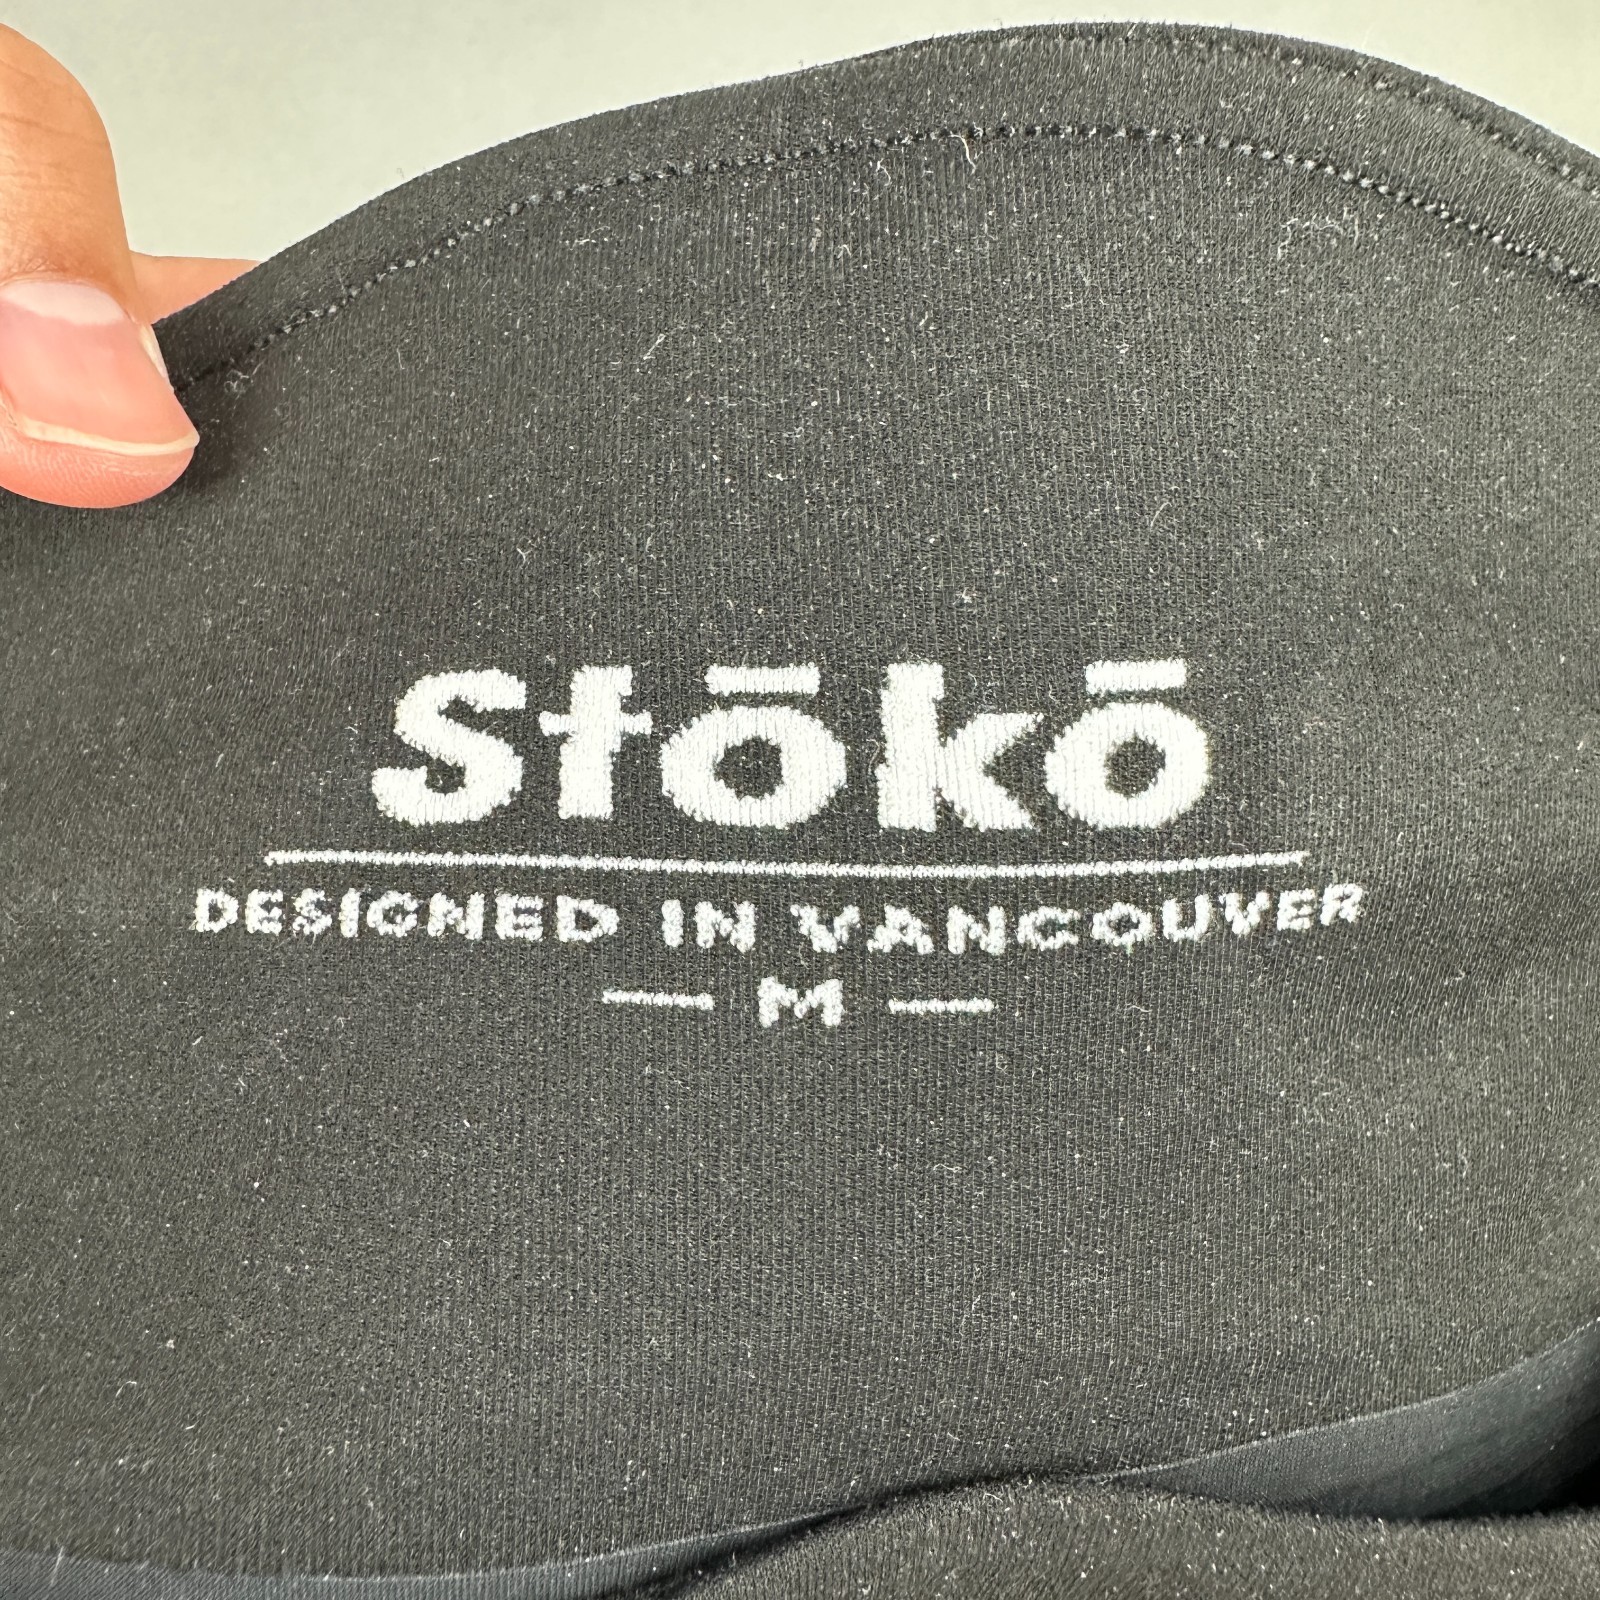 Stōkō
DESIGNED IN VANCOUVER
— M —